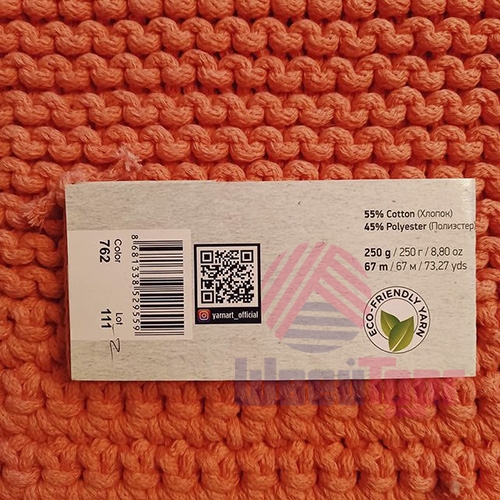 55% Cotton (Хлопок)
45% Polyester (Полиэстер)
250 g / 250 г / 8,80 oz
67 m / 67 м / 73,27 yds
ECO-FRIENDLY YARN
yarnart_official
Color
762
Lot
111
8681338529559